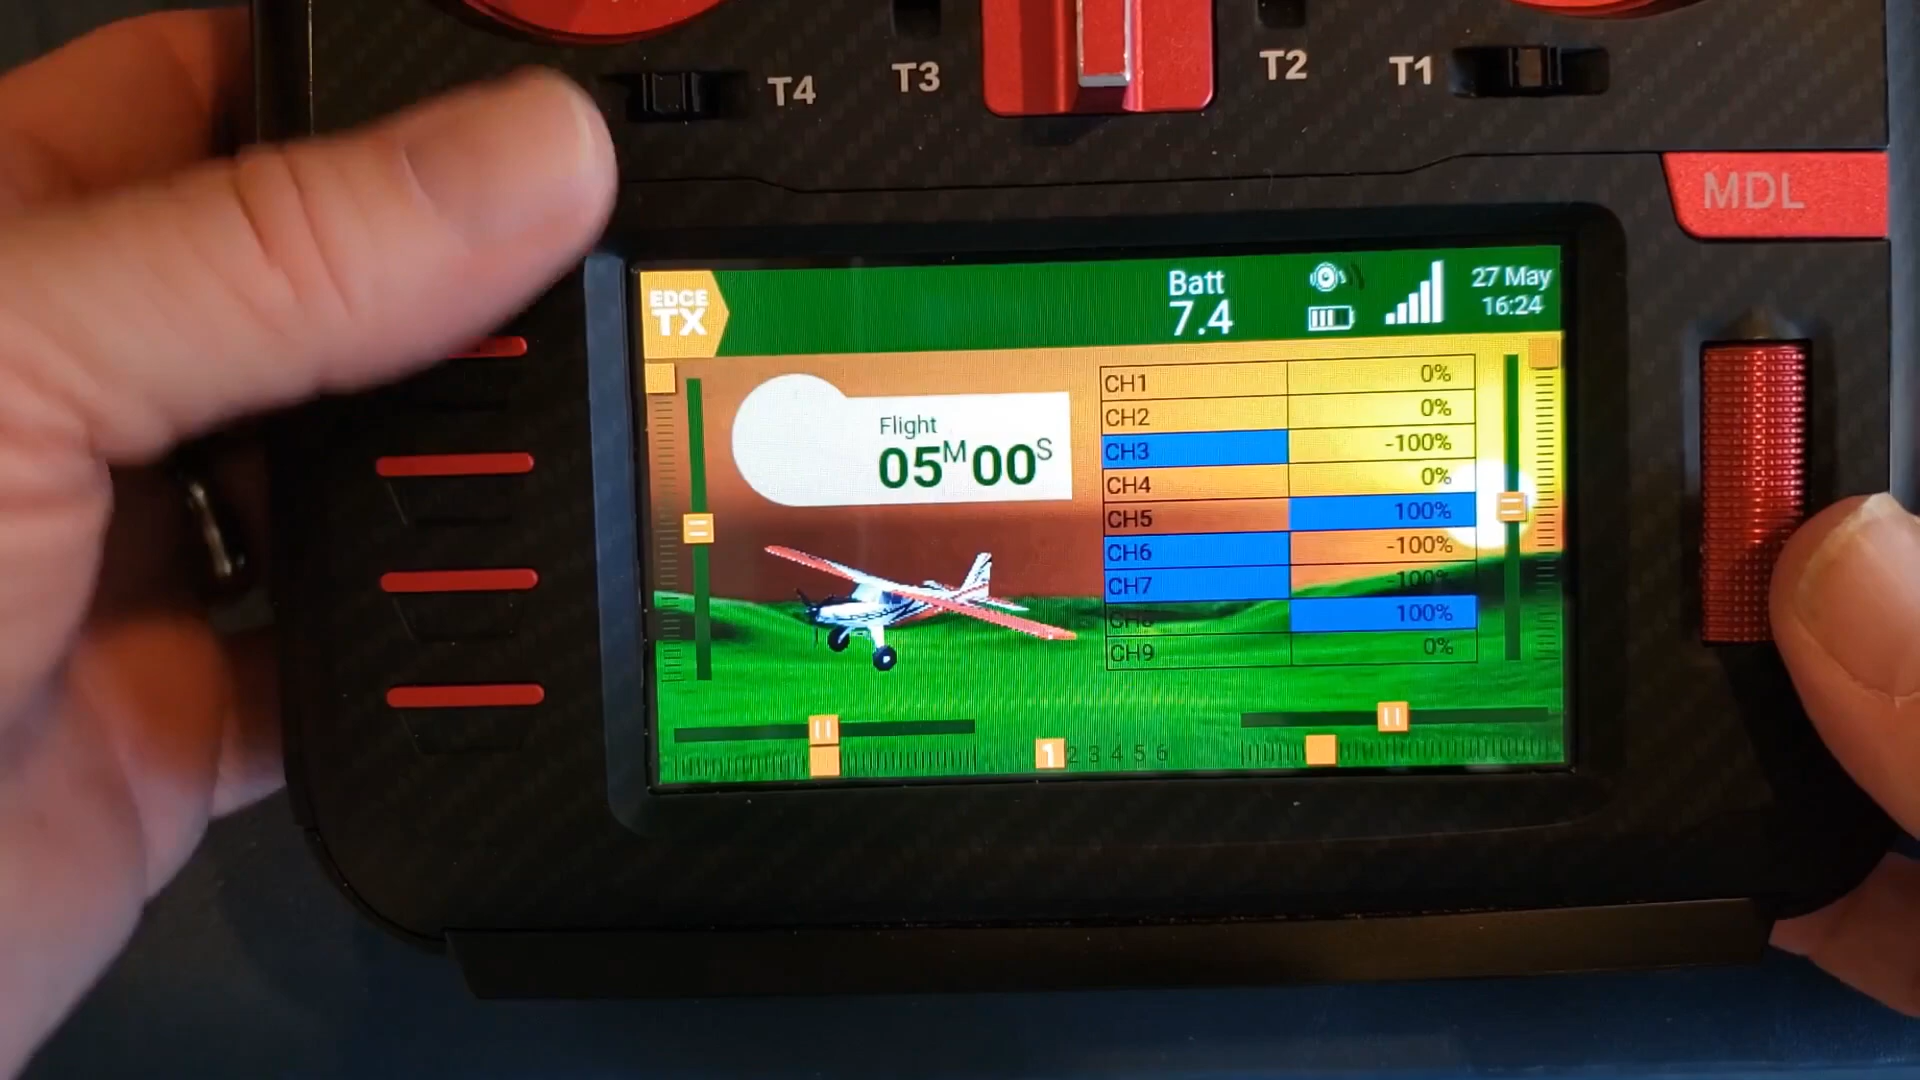 T4 T3 T2 T1
MDL
EDGE
TX
Batt
7.4
27 May
16:24
Flight
05M00S
CH1 0%
CH2 0%
CH3 -100%
CH4 0%
CH5 100%
CH6 -100%
CH7 -100%
CH8 100%
CH9 0%
1 2 3 4 5 6